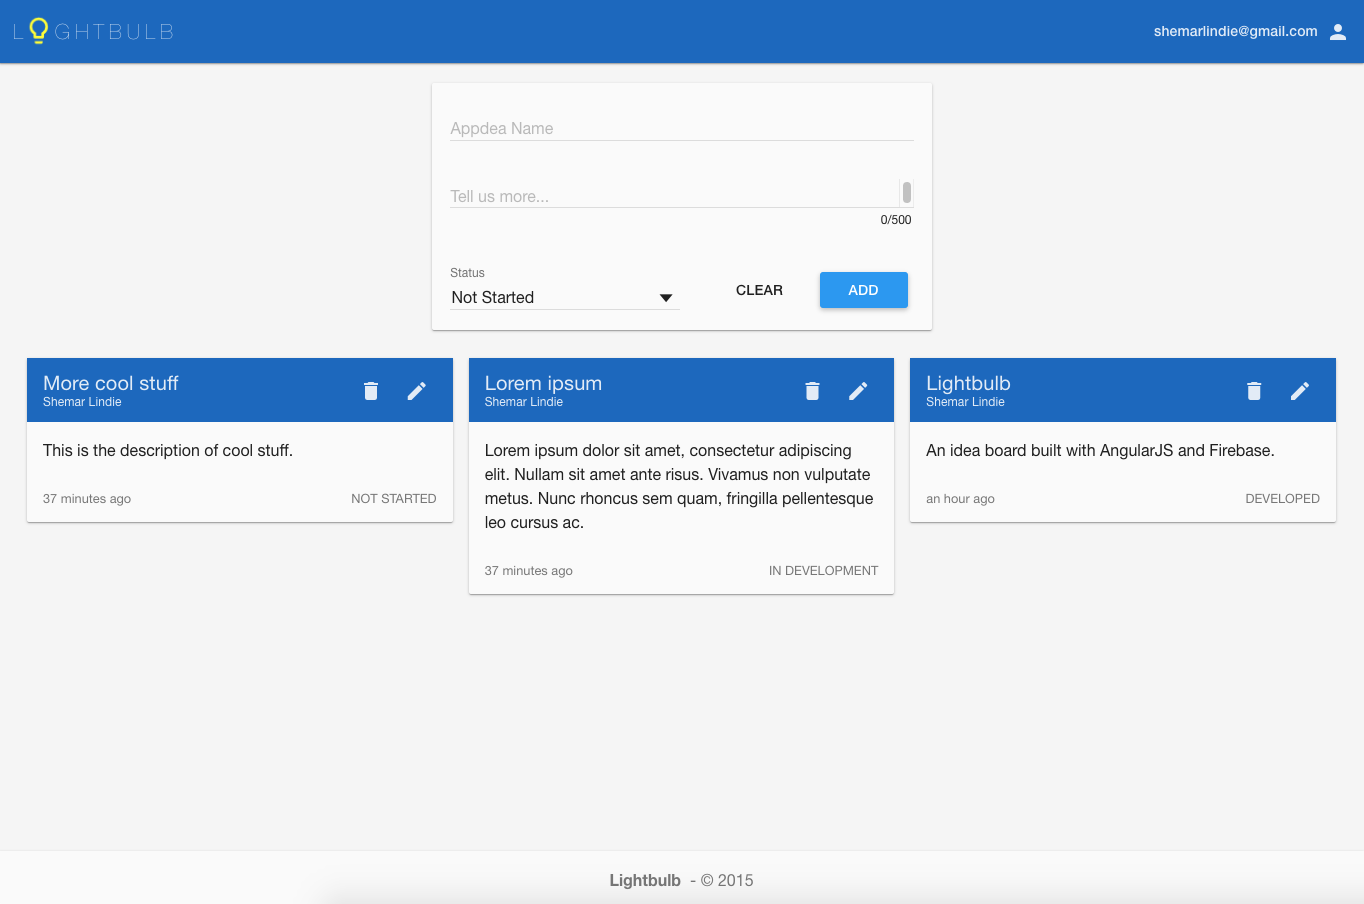 LIGHTBULB
shemarlindie@gmail.com
Appdea Name
Tell us more...
0/500
Status
Not Started
CLEAR
ADD
More cool stuff
Shemar Lindie
This is the description of cool stuff.
37 minutes ago
NOT STARTED
Lorem ipsum
Shemar Lindie
Lorem ipsum dolor sit amet, consectetur adipiscing
elit. Nullam sit amet ante risus. Vivamus non vulputate
metus. Nunc rhoncus sem quam, fringilla pellentesque
leo cursus ac.
37 minutes ago
IN DEVELOPMENT
Lightbulb
Shemar Lindie
An idea board built with AngularJS and Firebase.
an hour ago
DEVELOPED
Lightbulb - © 2015